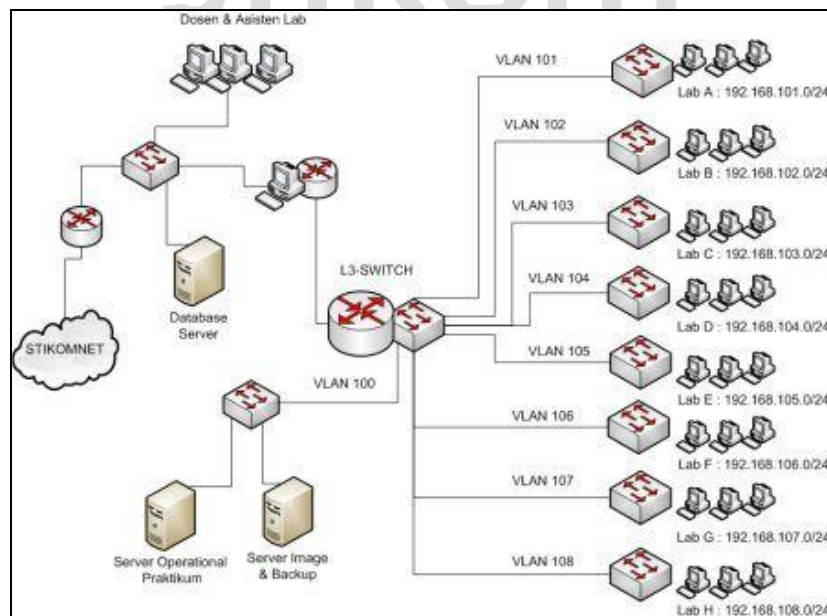 Dosen & Asisten Lab
VLAN 101
Lab A : 192.168.101.0/24
VLAN 102
Lab B : 192.168.102.0/24
VLAN 103
Lab C : 192.168.103.0/24
L3-SWITCH
VLAN 104
Lab D : 192.168.104.0/24
Database
Server
STIKOMNET
VLAN 105
Lab E : 192.168.105.0/24
VLAN 100
VLAN 106
Lab F : 192.168.106.0/24
VLAN 107
Lab G : 192.168.107.0/24
Server Operational
Praktikum
Server Image
& Backup
VLAN 108
Lab H : 192.168.108.0/24